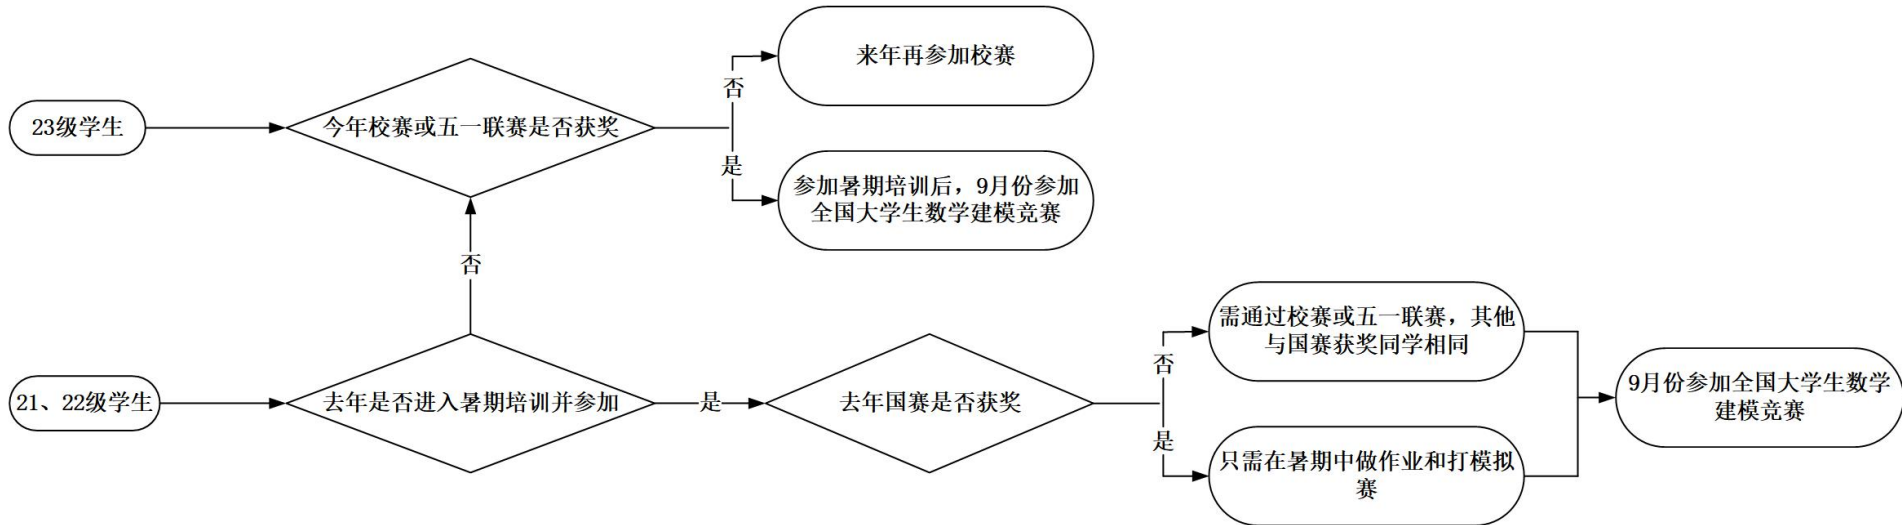 来年再参加校赛
否
23级学生
今年校赛或五一联赛是否获奖
是
参加暑期培训后，9月份参加
全国大学生数学建模竞赛
否
21、22级学生
去年是否进入暑期培训并参加
是
去年国赛是否获奖
否
需通过校赛或五一联赛，其他
与国赛获奖同学相同
是
只需在暑期中做作业和打模拟
赛
9月份参加全国大学生数学
建模竞赛